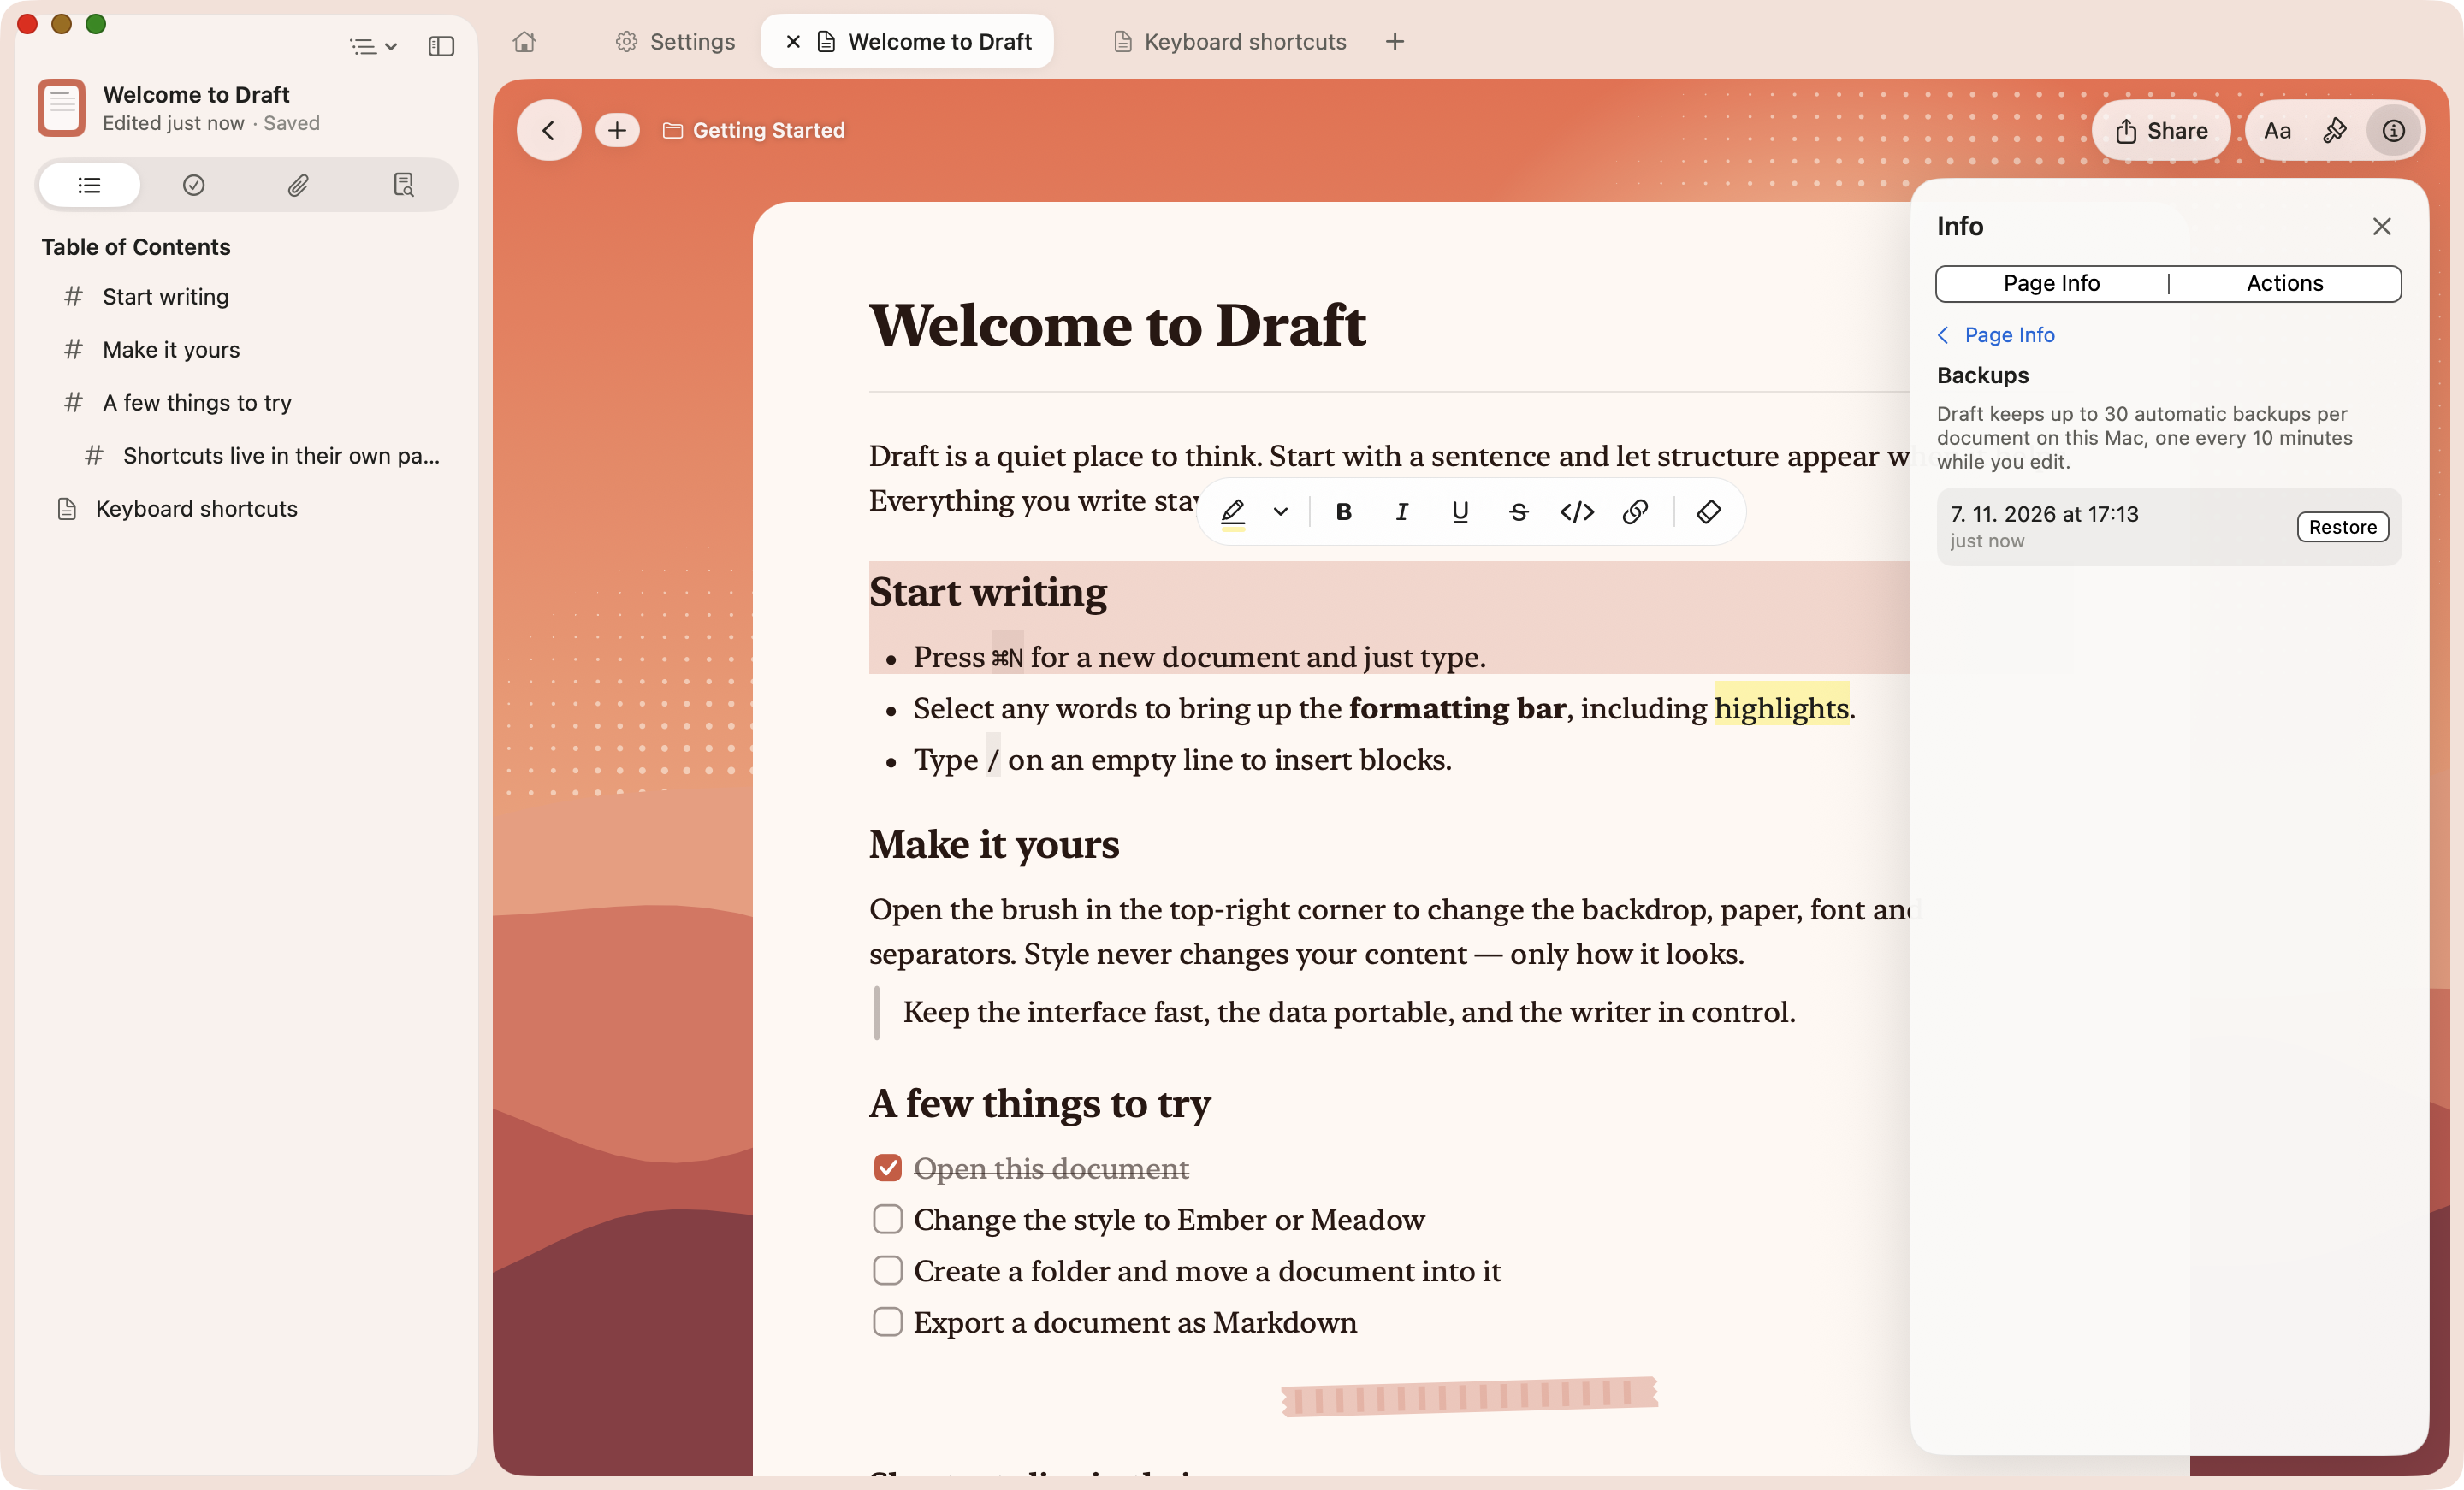 Settings
Welcome to Draft
Keyboard shortcuts
Welcome to Draft
Edited just now · Saved
Table of Contents
# Start writing
# Make it yours
# A few things to try
# Shortcuts live in their own pa...
Keyboard shortcuts
Getting Started
Share
Aa
Welcome to Draft
Draft is a quiet place to think. Start with a sentence and let structure appear
Everything you write
B I U S </>
Start writing
• Press ⌘N for a new document and just type.
• Select any words to bring up the formatting bar, including highlights.
• Type / on an empty line to insert blocks.
Make it yours
Open the brush in the top-right corner to change the backdrop, paper, font and
separators. Style never changes your content — only how it looks.
Keep the interface fast, the data portable, and the writer in control.
A few things to try
Open this document
Change the style to Ember or Meadow
Create a folder and move a document into it
Export a document as Markdown
Info
Page Info | Actions
Page Info
Backups
Draft keeps up to 30 automatic backups per
document on this Mac, one every 10 minutes
while you edit.
7. 11. 2026 at 17:13
just now
Restore